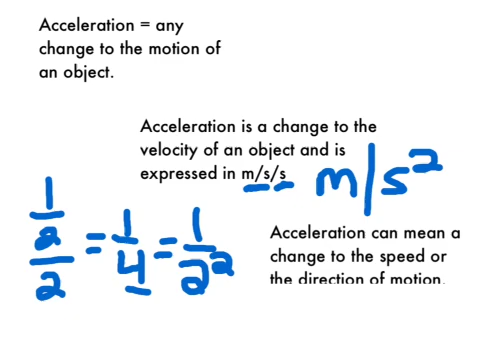 Acceleration = any
change to the motion of
an object.
Acceleration is a change to the
velocity of an object and is
expressed in m/s/s
m/s²
1/2/2 = 1/4 = 1/2²
Acceleration can mean a
change to the speed or
the direction of motion.